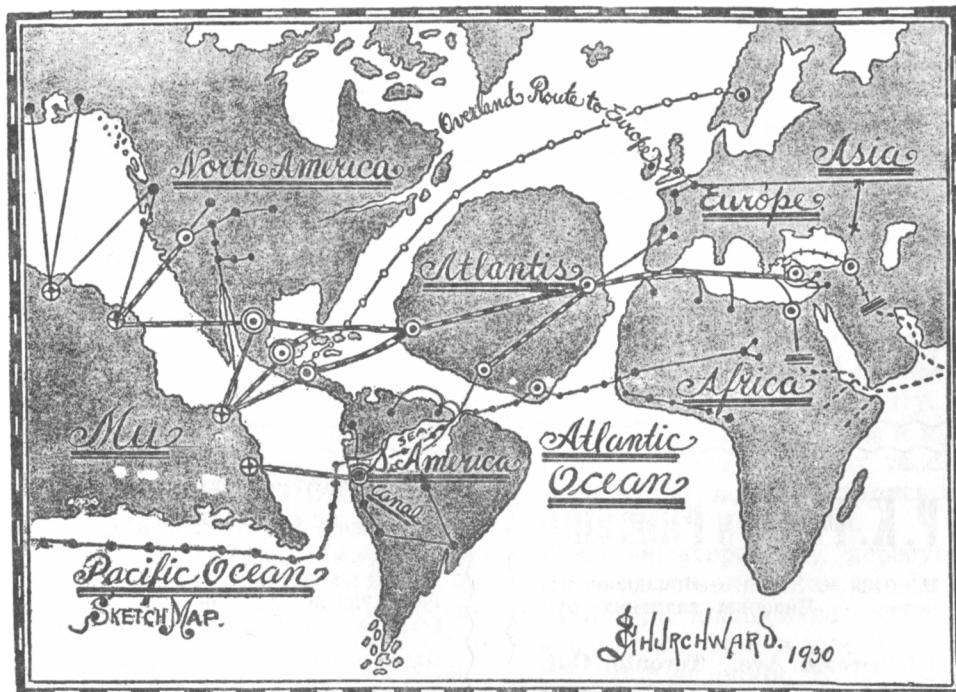 Overland Route to Europe
Asia
North America
Europe
Atlantis
Africa
Mu
SEA
S. America
Atlantic
Ocean
Canal
Pacific Ocean
SKETCH MAP.
J. CHURCHWARD. 1930